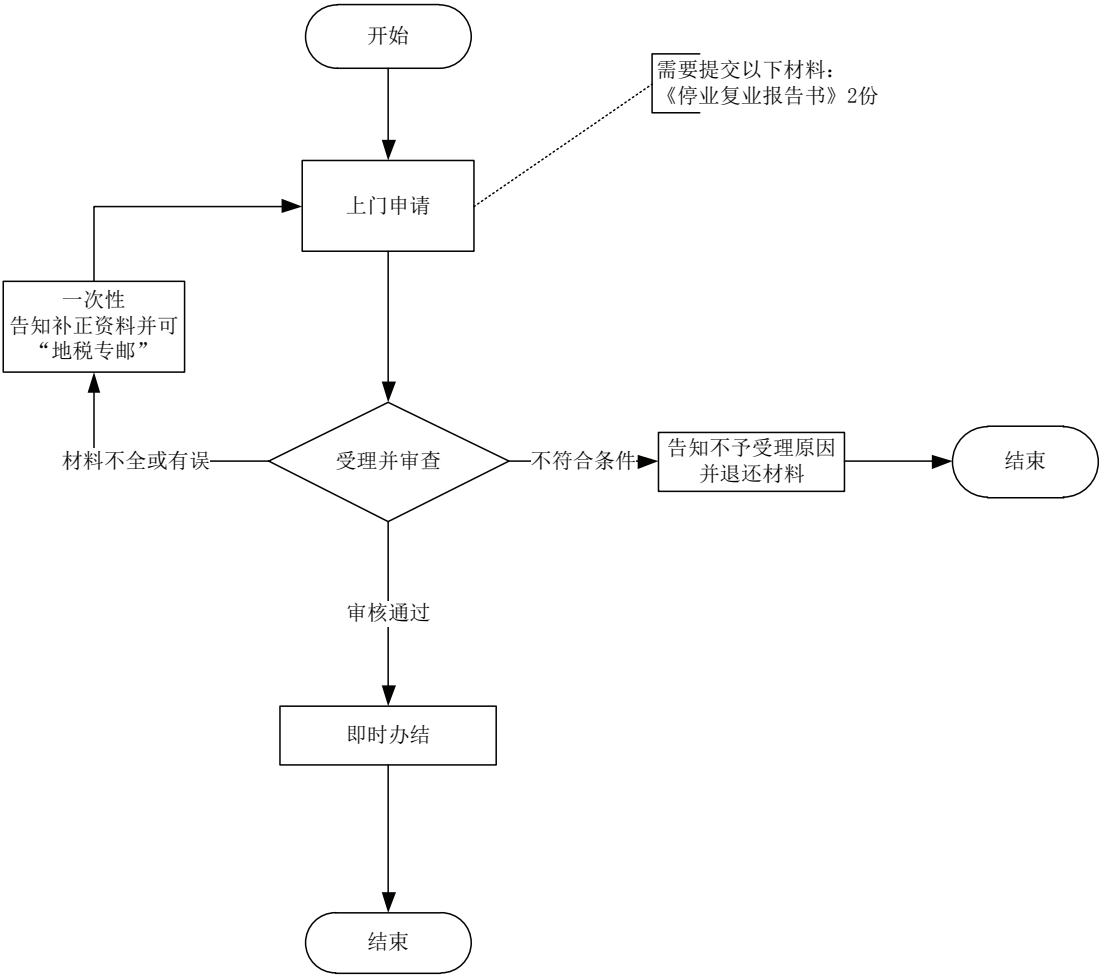 开始
需要提交以下材料：
《停业复业报告书》2份
上门申请
一次性
告知补正资料并可
“地税专邮”
材料不全或有误
受理并审查
不符合条件
告知不予受理原因
并退还材料
结束
审核通过
即时办结
结束